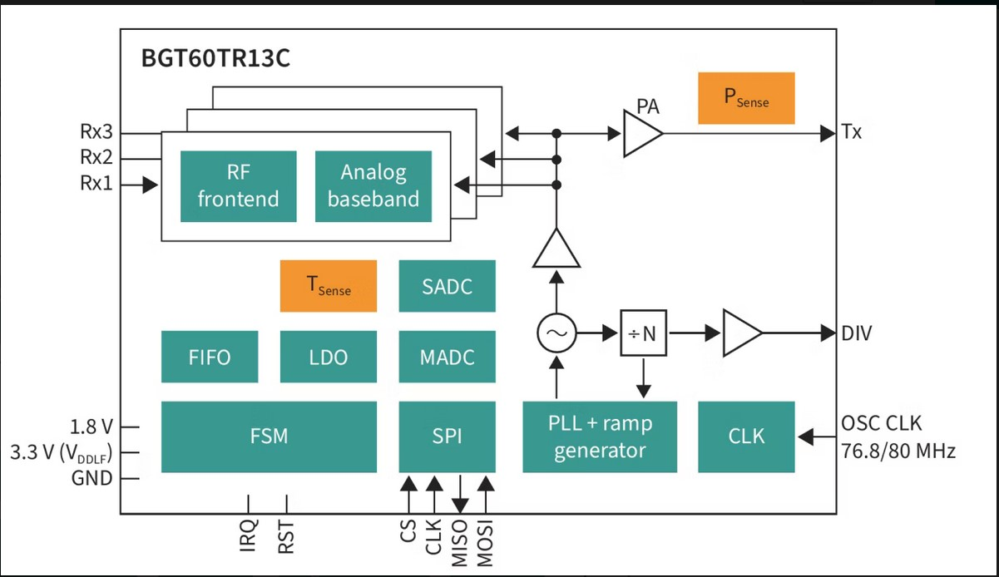 BGT60TR13C
P Sense
PA
Rx3
Tx
Rx2
Rx1
RF
frontend
Analog
baseband
T Sense
SADC
FIFO
LDO
MADC
~
÷N
DIV
1.8 V
3.3 V (VDDLF)
GND
FSM
SPI
PLL + ramp
generator
CLK
OSC CLK
76.8/80 MHz
IRQ
RST
CS
CLK
MISO
MOSI